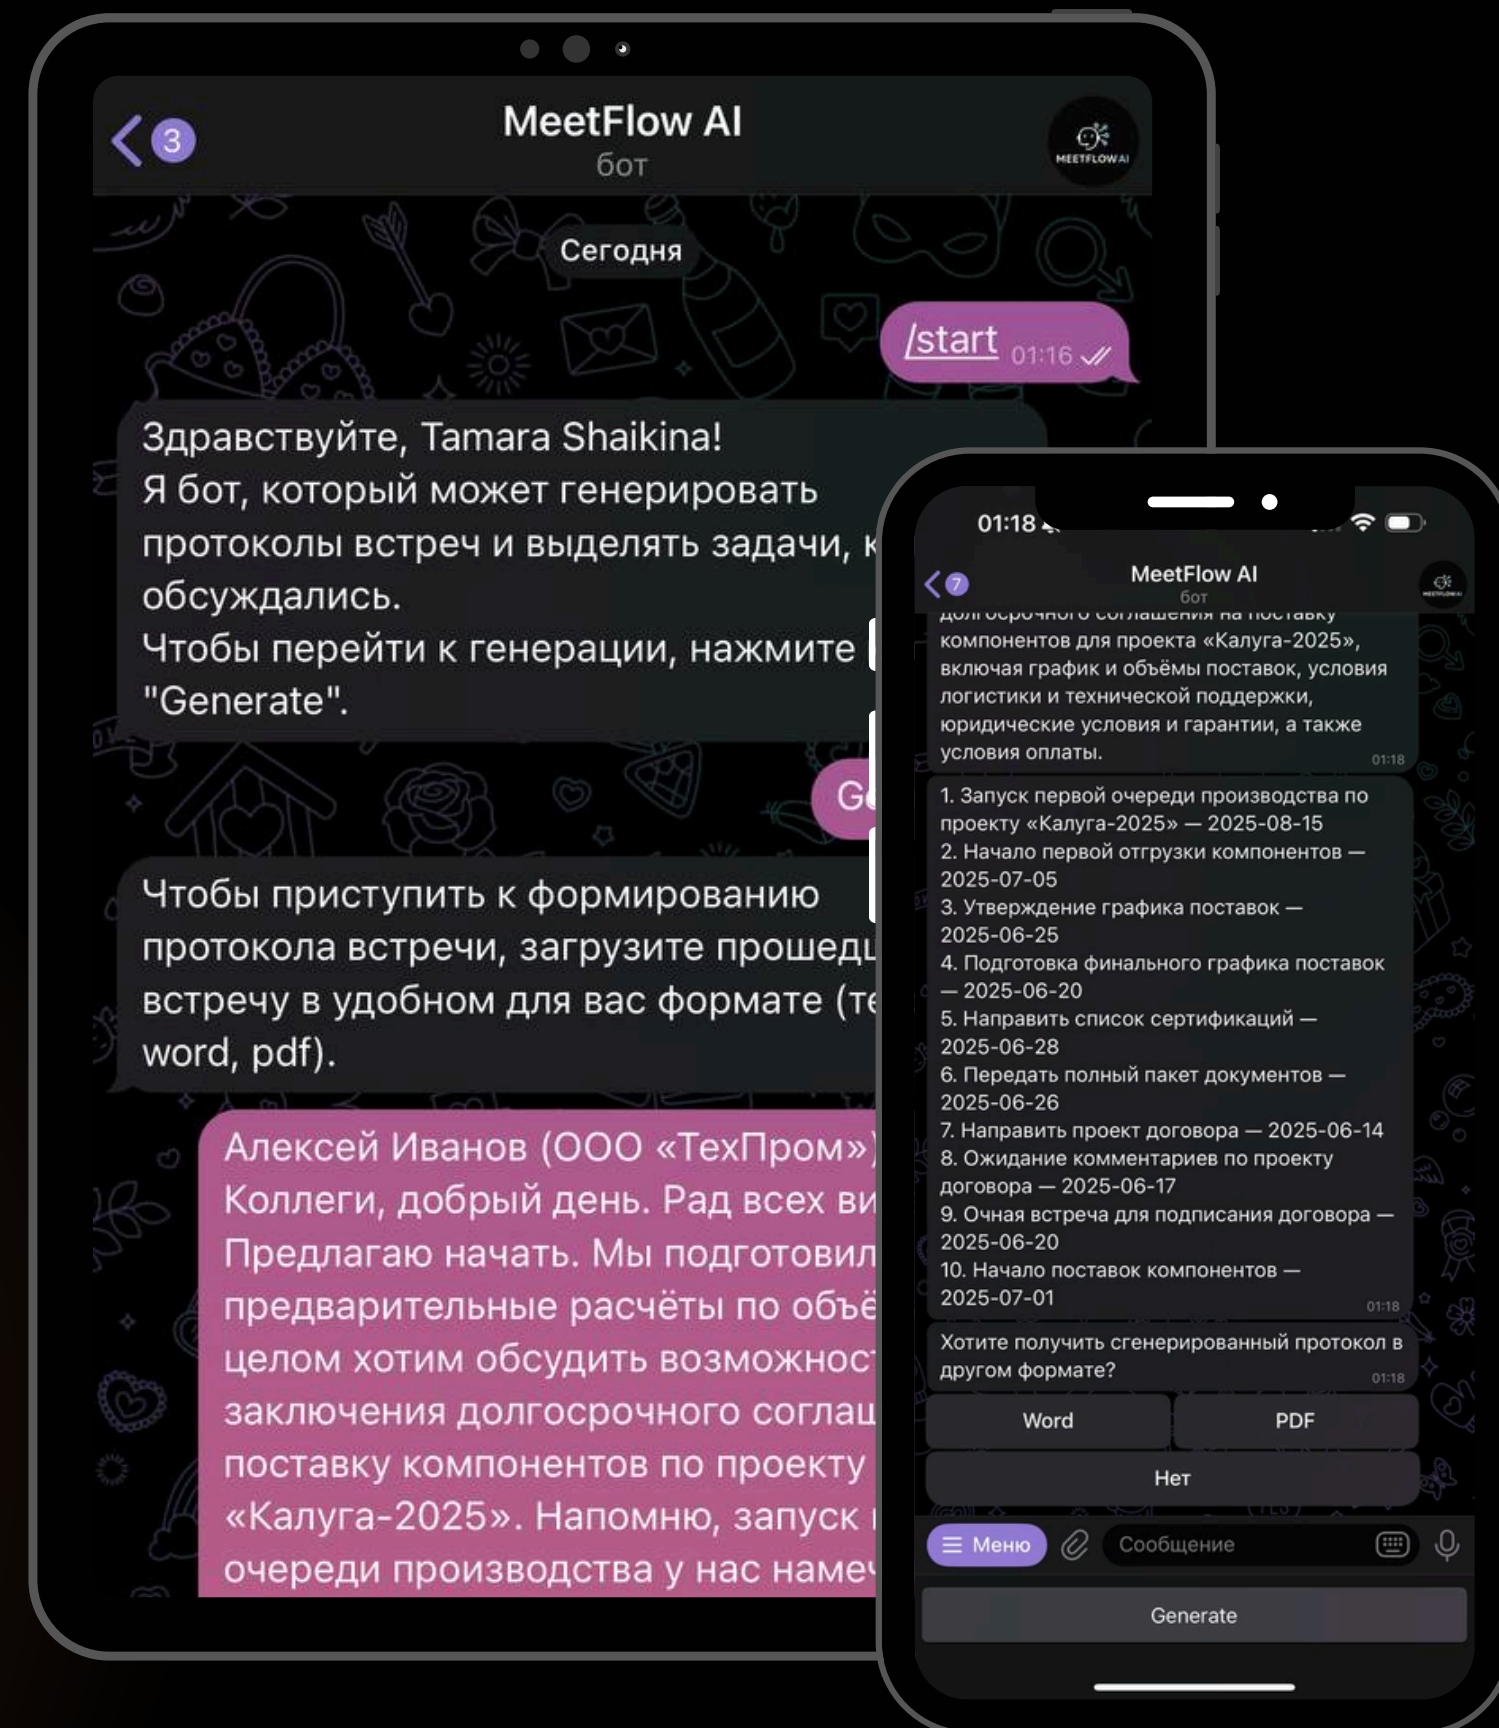 3
MeetFlow AI
бот
MEETFLOWAI
Сегодня
/start 01:16
Здравствуйте, Tamara Shaikina!
Я бот, который может генерировать
протоколы встреч и выделять задачи,
обсуждались.
Чтобы перейти к генерации, нажмите
"Generate".
Чтобы приступить к формированию
протокола встречи, загрузите
встречу в удобном для вас формате
word, pdf).
Алексей Иванов (ООО «ТехПром»)
Коллеги, добрый день. Рад всех
Предлагаю начать. Мы
предварительные расчёты по
целом хотим обсудить
заключения долгосрочного
поставку компонентов по проекту
«Калуга-2025». Напомню, запуск
очереди производства у нас
01:18
7
MeetFlow AI
бот
MEETFLOWAI
долгосрочного соглашения на поставку
компонентов для проекта «Калуга-2025»,
включая график и объёмы поставок, условия
логистики и технической поддержки,
юридические условия и гарантии, а также
условия оплаты.
01:18
1. Запуск первой очереди производства по
проекту «Калуга-2025» — 2025-08-15
2. Начало первой отгрузки компонентов —
2025-07-05
3. Утверждение графика поставок —
2025-06-25
4. Подготовка финального графика поставок
— 2025-06-20
5. Направить список сертификаций —
2025-06-28
6. Передать полный пакет документов —
2025-06-26
7. Направить проект договора — 2025-06-14
8. Ожидание комментариев по проекту
договора — 2025-06-17
9. Очная встреча для подписания договора —
2025-06-20
10. Начало поставок компонентов —
2025-07-01
01:18
Хотите получить сгенерированный протокол в
другом формате?
01:18
Word
PDF
Нет
Меню
Сообщение
Generate